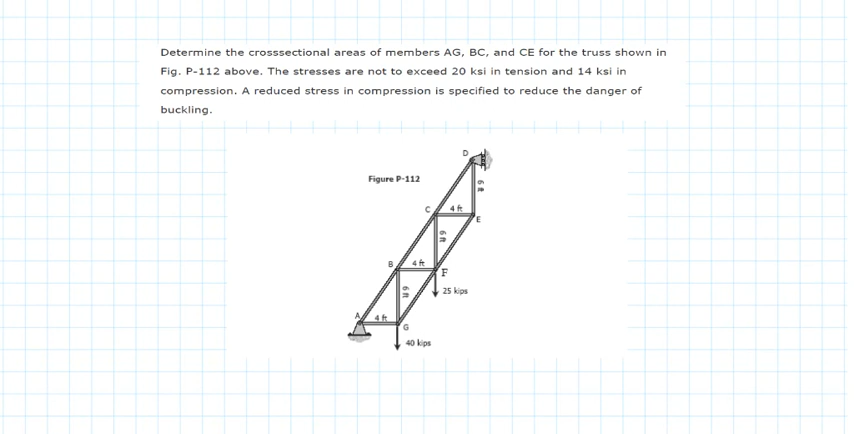 Determine the crosssectional areas of members AG, BC, and CE for the truss shown in
Fig. P-112 above. The stresses are not to exceed 20 ksi in tension and 14 ksi in
compression. A reduced stress in compression is specified to reduce the danger of
buckling.
D
Figure P-112
6 ft
C
4 ft
E
6 ft
B
4 ft
F
25 kips
6 ft
A
4 ft
G
40 kips